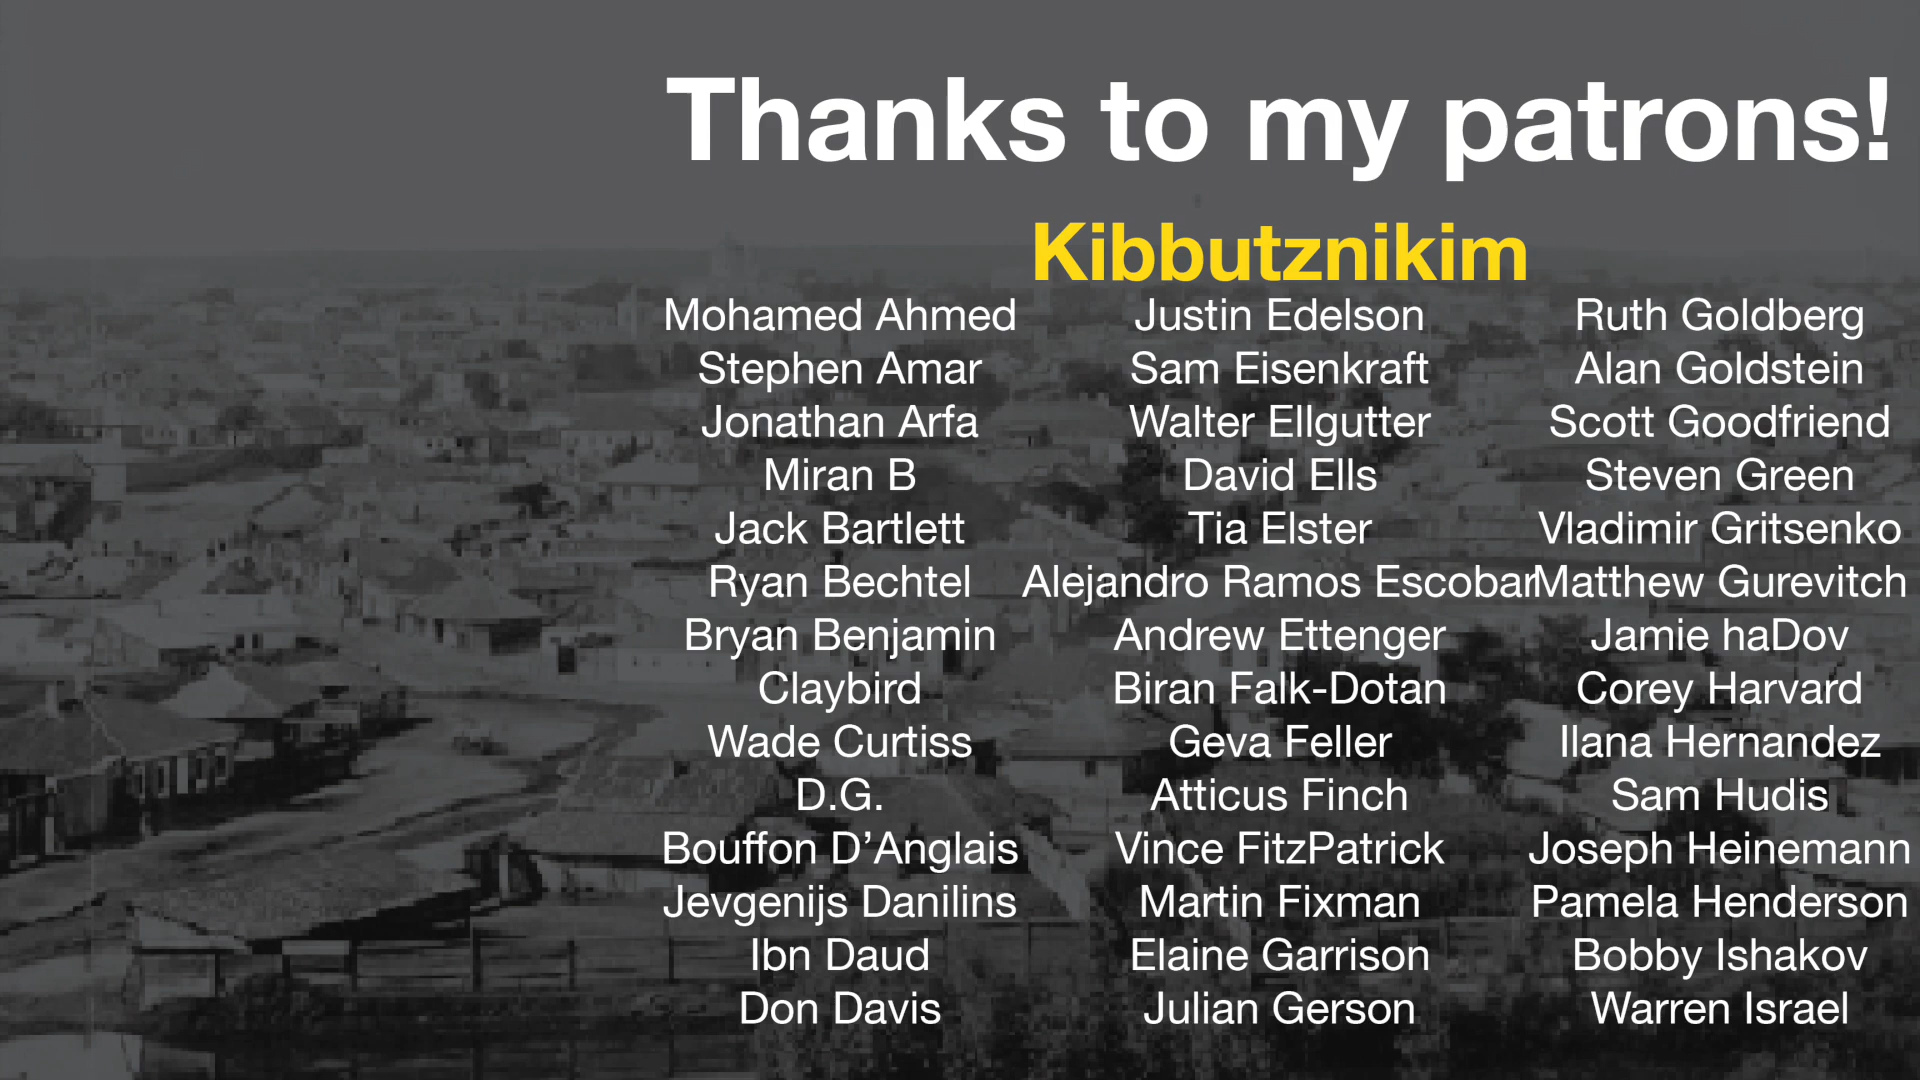 Thanks to my patrons!
Kibbutznikim
Mohamed Ahmed
Stephen Amar
Jonathan Arfa
Miran B
Jack Bartlett
Ryan Bechtel
Bryan Benjamin
Claybird
Wade Curtiss
D.G.
Bouffon D’Anglais
Jevgenijs Danilins
Ibn Daud
Don Davis
Justin Edelson
Sam Eisenkraft
Walter Ellgutter
David Ells
Tia Elster
Alejandro Ramos Escobar
Andrew Ettenger
Biran Falk-Dotan
Geva Feller
Atticus Finch
Vince FitzPatrick
Martin Fixman
Elaine Garrison
Julian Gerson
Ruth Goldberg
Alan Goldstein
Scott Goodfriend
Steven Green
Vladimir Gritsenko
Matthew Gurevitch
Jamie haDov
Corey Harvard
Ilana Hernandez
Sam Hudis
Joseph Heinemann
Pamela Henderson
Bobby Ishakov
Warren Israel